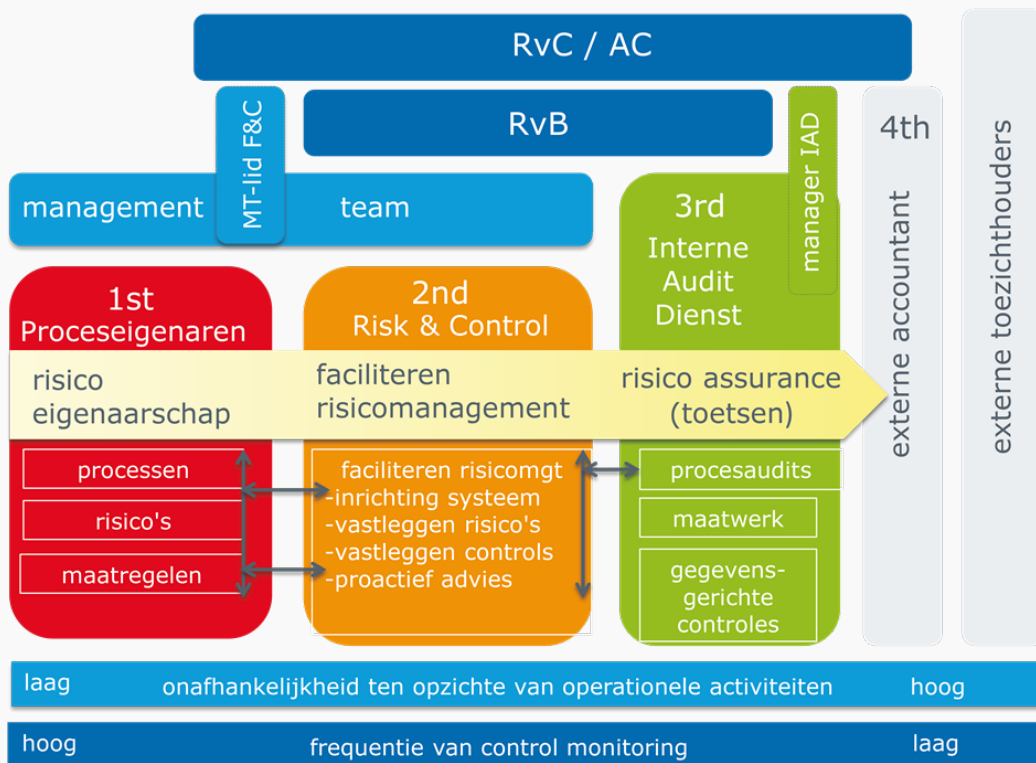 RvC / AC
MT-lid F&C
RvB
manager IAD
4th
externe accountant
externe toezichthouders
management
team
1st
Proceseigenaren
2nd
Risk & Control
3rd
Interne
Audit
Dienst
risico
eigenaarschap
faciliteren
risicomanagement
risico assurance
(toetsen)
processen
risico's
maatregelen
faciliteren risicomgt
-inrichting systeem
-vastleggen risico's
-vastleggen controls
-proactief advies
procesaudits
maatwerk
gegevens-
gerichte
controles
laag onafhankelijkheid ten opzichte van operationele activiteiten hoog
hoog frequentie van control monitoring laag